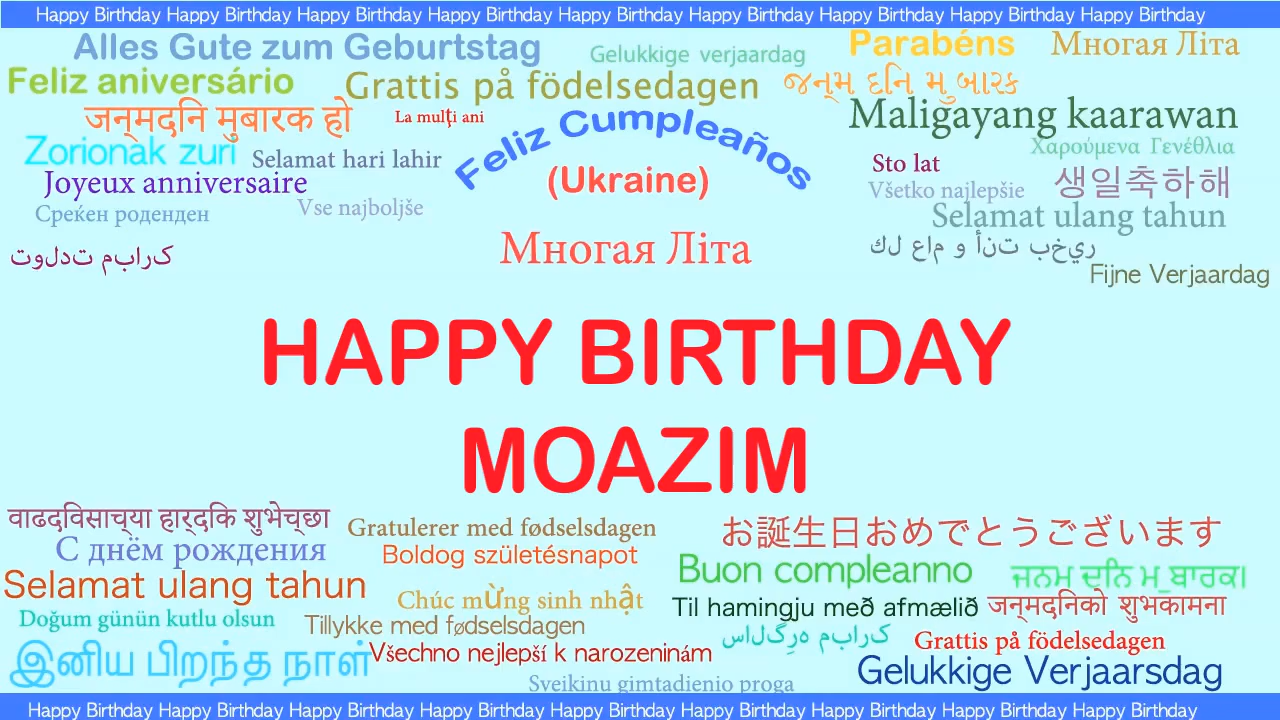 Happy Birthday Happy Birthday Happy Birthday Happy Birthday Happy Birthday Happy Birthday Happy Birthday Happy Birthday Happy Birthday
Alles Gute zum Geburtstag
Gelukkige verjaardag
Parabéns
Многая Літа
Feliz aniversário
Grattis på födelsedagen
જન્મ દિન મુબારક
जन्मदिन मुबारक हो
La mulţi ani
Feliz Cumpleaños
Maligayang kaarawan
Zorionak zuri
Selamat hari lahir
Χαρούμενα Γενέθλια
Sto lat
Joyeux anniversaire
(Ukraine)
Všetko najlepšie
생일축하해
Среќен роденден
Vse najboljše
Selamat ulang tahun
Многая Літа
تولدت مبارک
كل عام و أنت بخير
Fijne Verjaardag
HAPPY BIRTHDAY
MOAZIM
वाढदिवसाच्या हार्दिक शुभेच्छा
Gratulerer med fødselsdagen
お誕生日おめでとうございます
С днём рождения
Boldog születésnapot
Buon compleanno
ਜਨਮ ਦਿਨ ਮੁਬਾਰਕ।
Selamat ulang tahun
Chúc mừng sinh nhật
Til hamingju með afmælið
जन्मदिनको शुभकामना
Doğum günün kutlu olsun
Tillykke med fødselsdagen
سالگرہ مبارک
Grattis på födelsedagen
இனிய பிறந்த நாள்
Všechno nejlepší k narozeninám
Gelukkige Verjaarsdag
Sveikinu gimtadienio proga
Happy Birthday Happy Birthday Happy Birthday Happy Birthday Happy Birthday Happy Birthday Happy Birthday Happy Birthday Happy Birthday